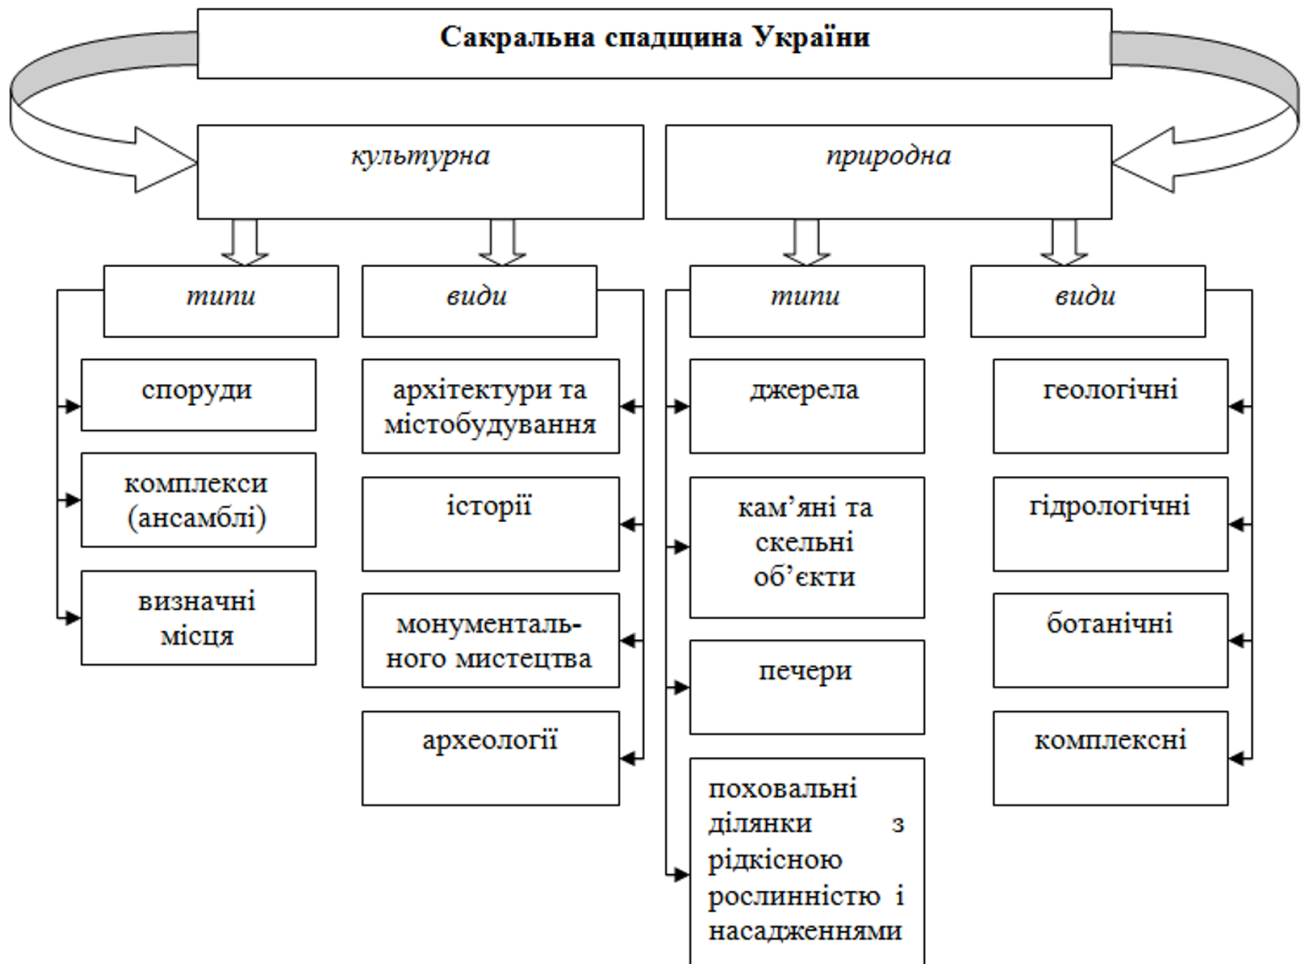 Сакральна спадщина України
культурна
природна
типи
види
типи
види
споруди
комплекси
(ансамблі)
визначні
місця
архітектури та
містобудування
історії
монументаль-
ного мистецтва
археології
джерела
кам’яні та
скельні
об’єкти
печери
поховальні
ділянки з
рідкісною
рослинністю і
насадженнями
геологічні
гідрологічні
ботанічні
комплексні